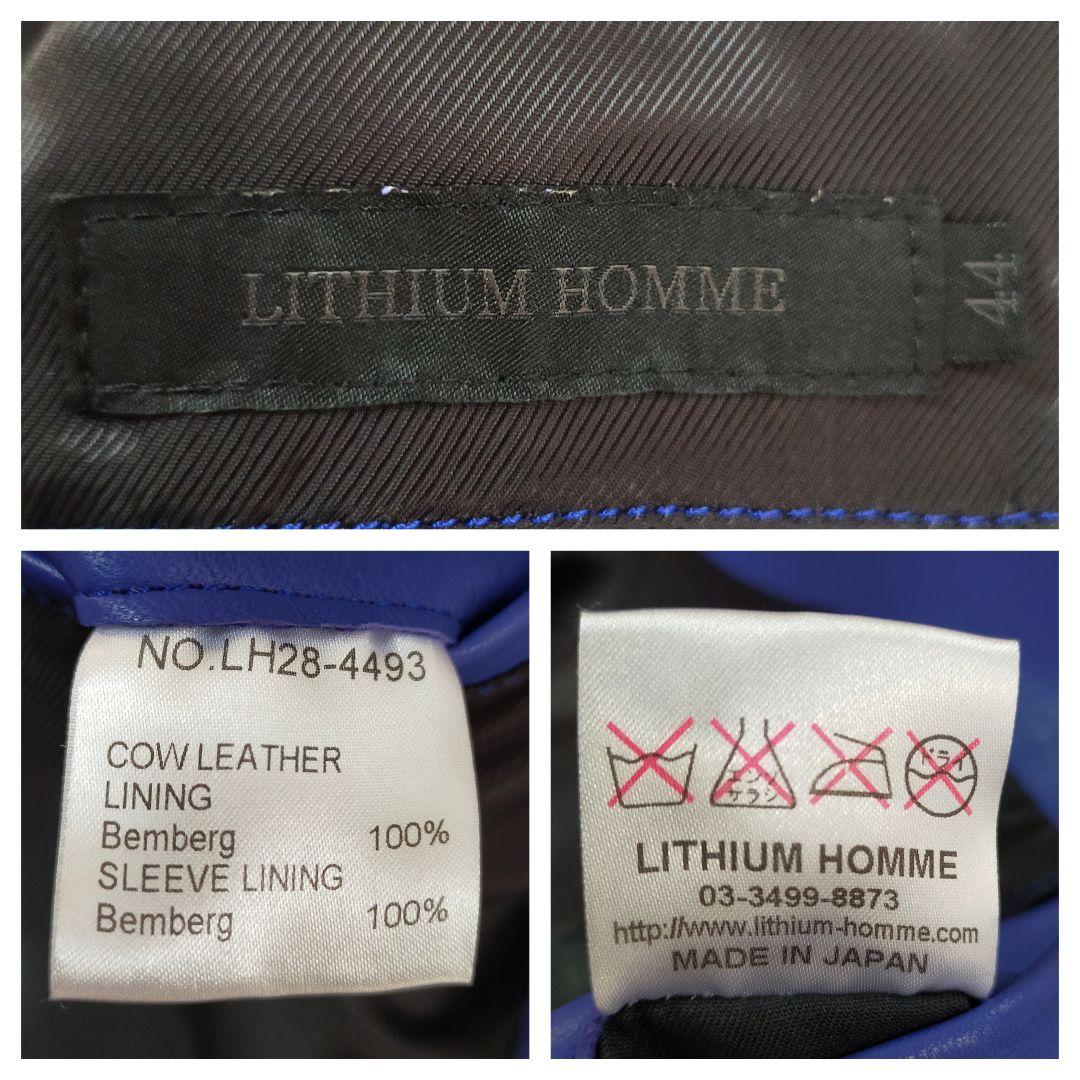 LITHIUM HOMME
44
NO.LH28-4493
COW LEATHER
LINING
Bemberg 100%
SLEEVE LINING
Bemberg 100%
エンソ
サラシ
ドライ
LITHIUM HOMME
03-3499-8873
http://www.lithium-homme.com
MADE IN JAPAN